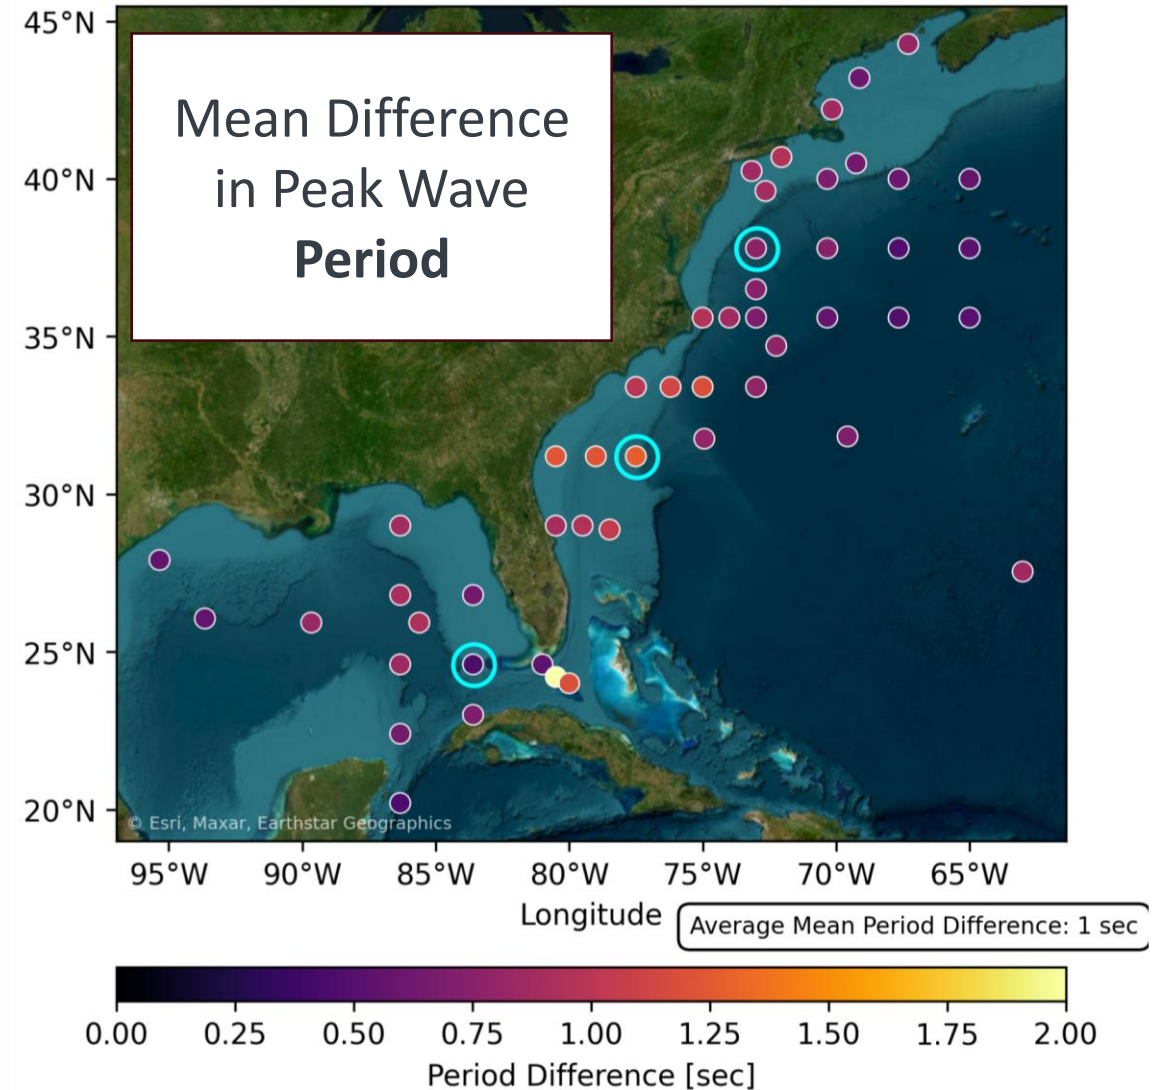 Mean Difference
in Peak Wave
Period
45°N
40°N
35°N
30°N
25°N
20°N
© Esri, Maxar, Earthstar Geographics
95°W 90°W 85°W 80°W 75°W 70°W 65°W
Longitude
Average Mean Period Difference: 1 sec
0.00 0.25 0.50 0.75 1.00 1.25 1.50 1.75 2.00
Period Difference [sec]